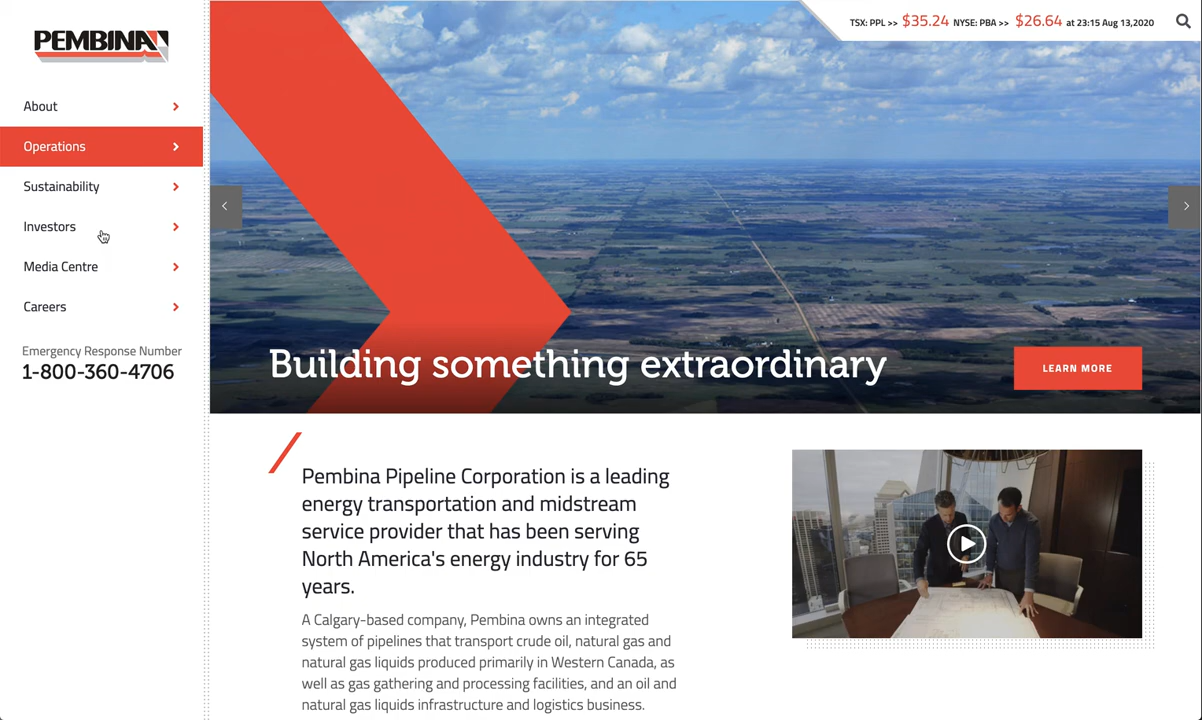 PEMBINA
About
Operations
Sustainability
Investors
Media Centre
Careers
Emergency Response Number
1-800-360-4706
TSX: PPL >> $35.24 NYSE: PBA >> $26.64 at 23:15 Aug 13,2020
Building something extraordinary
LEARN MORE
Pembina Pipeline Corporation is a leading
energy transportation and midstream
service provider that has been serving
North America's energy industry for 65
years.
A Calgary-based company, Pembina owns an integrated
system of pipelines that transport crude oil, natural gas and
natural gas liquids produced primarily in Western Canada, as
well as gas gathering and processing facilities, and an oil and
natural gas liquids infrastructure and logistics business.